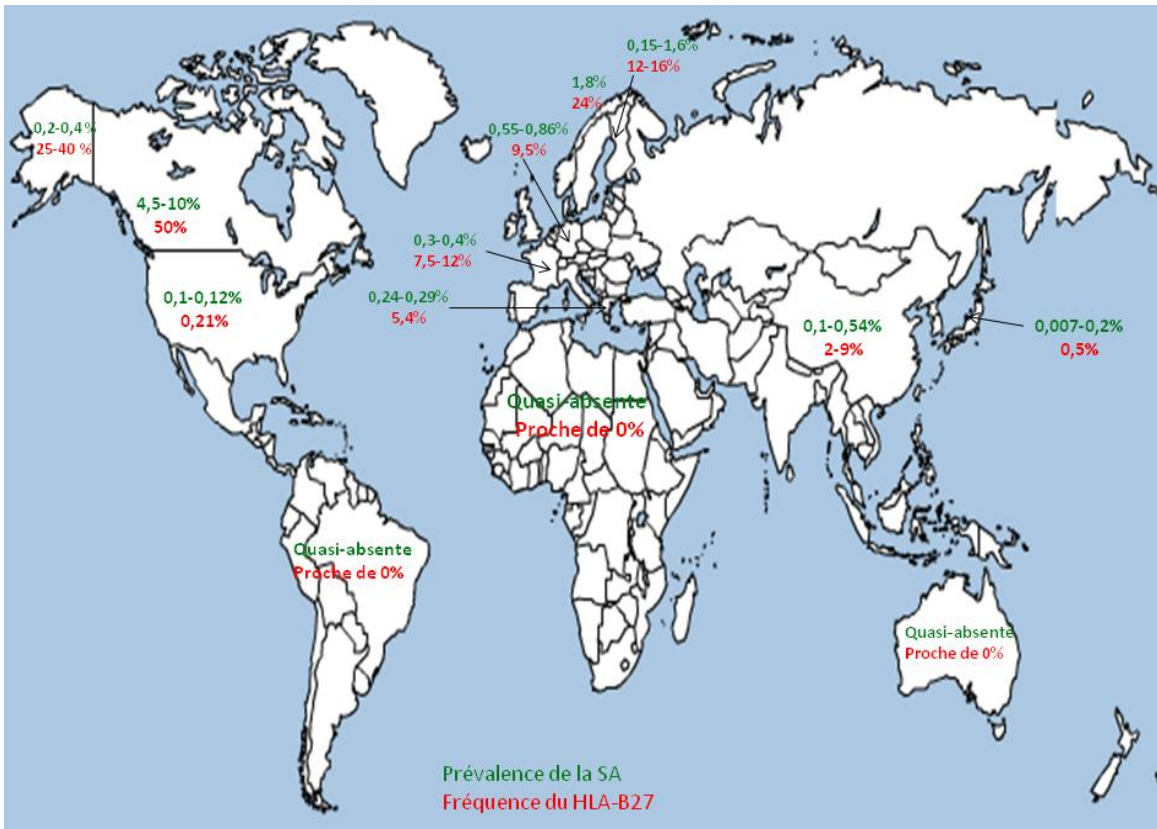 0,15-1,6%
12-16%
1,8%
24%
0,2-0,4 %
25-40 %
0,55-0,86%
9,5%
4,5-10%
50%
0,3-0,4%
7,5-12%
0,1-0,12%
0,21%
0,24-0,29%
5,4%
0,1-0,54%
2-9%
0,007-0,2%
0,5%
Quasi-absente
Proche de 0%
Quasi-absente
Proche de 0%
Quasi-absente
Proche de 0%
Prévalence de la SA
Fréquence du HLA-B27